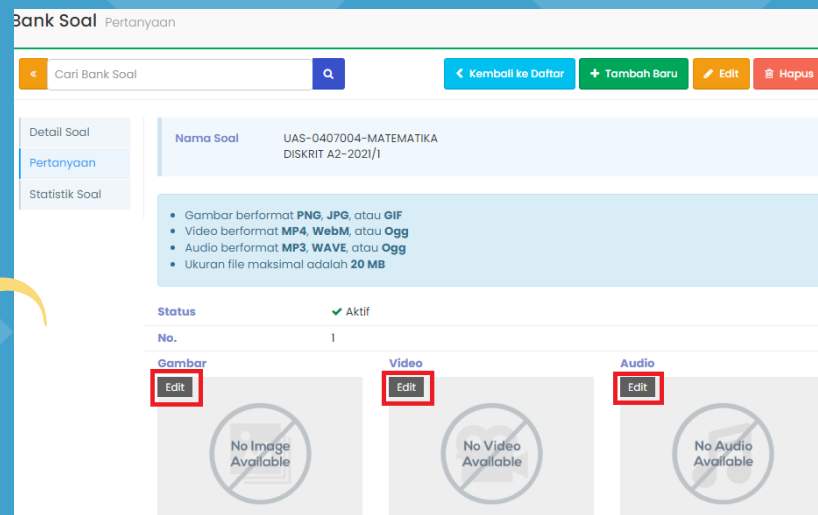 Bank Soal Pertanyaan
« Cari Bank Soal
Kembali ke Daftar
Tambah Baru
Edit
Hapus
Detail Soal
Pertanyaan
Statistik Soal
Nama Soal
UAS-0407004-MATEMATIKA
DISKRIT A2-2021/1
Gambar berformat PNG, JPG, atau GIF
Video berformat MP4, WebM, atau Ogg
Audio berformat MP3, WAVE, atau Ogg
Ukuran file maksimal adalah 20 MB
Status
Aktif
No.
1
Gambar
Edit
No Image
Available
Video
Edit
No Video
Available
Audio
Edit
No Audio
Available